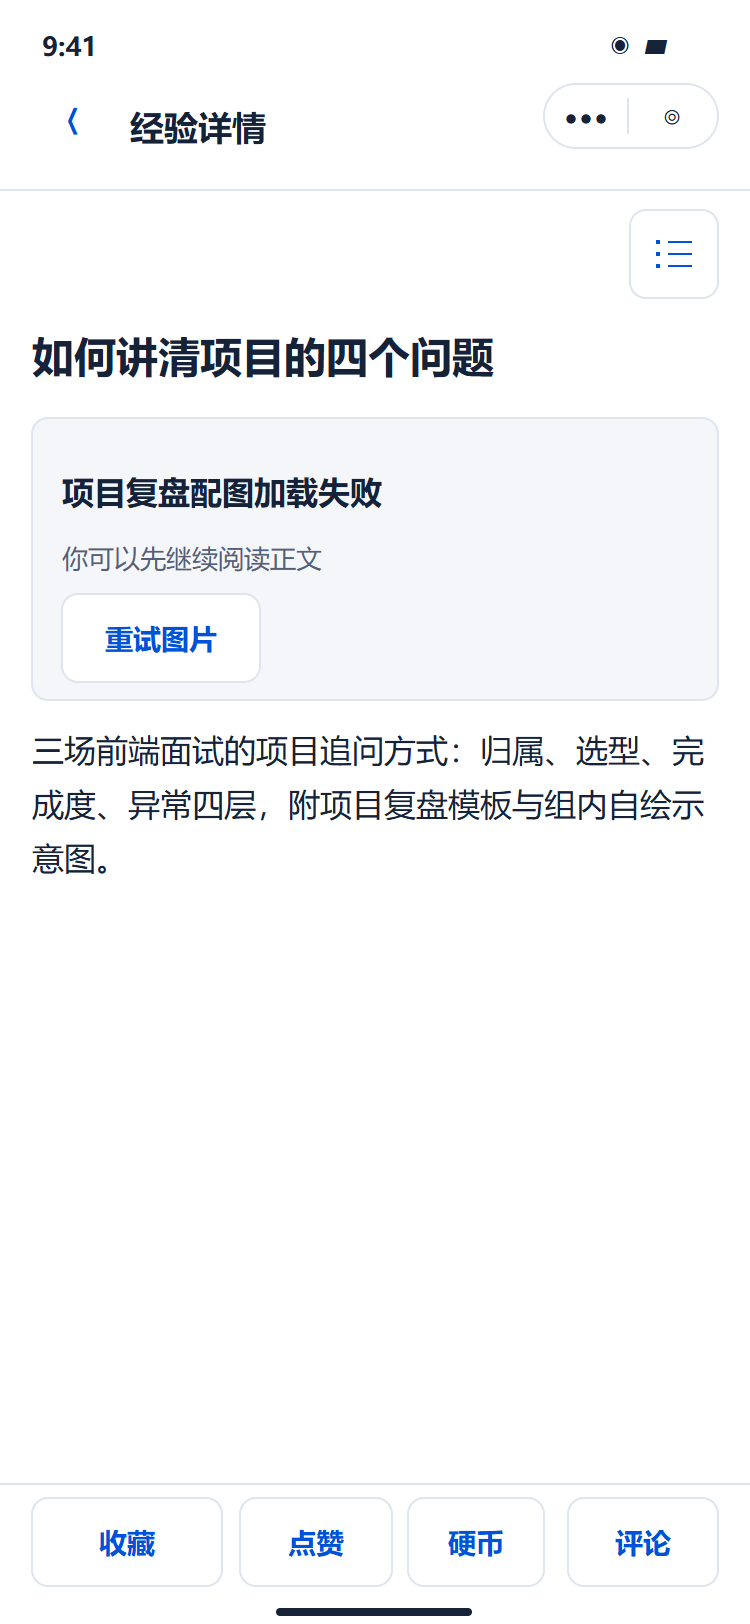 9:41
经验详情
如何讲清项目的四个问题
项目复盘配图加载失败
你可以先继续阅读正文
重试图片
三场前端面试的项目追问方式：归属、选型、完
成度、异常四层，附项目复盘模板与组内自绘示
意图。
收藏 点赞 硬币 评论